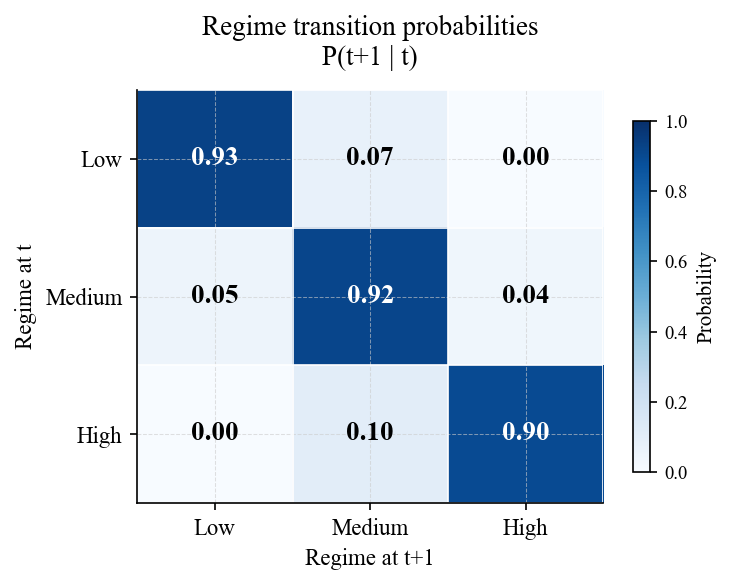 Regime transition probabilities
P(t+1 | t)
Low 0.93 0.07 0.00
Medium 0.05 0.92 0.04
High 0.00 0.10 0.90
Low Medium High
Regime at t+1
Regime at t
1.0
0.8
0.6
0.4
0.2
0.0
Probability